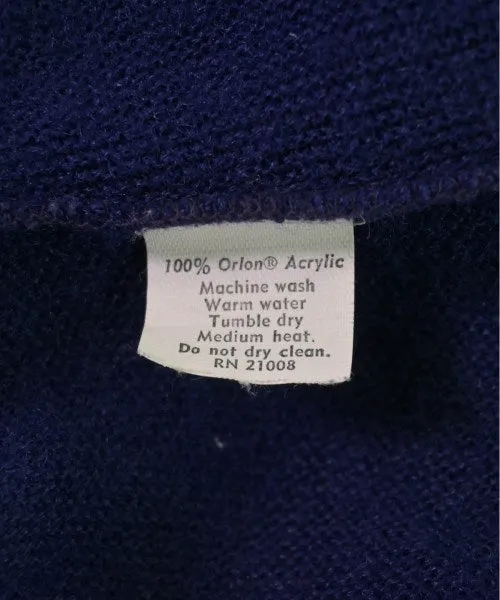 100% Orlon® Acrylic
Machine wash
Warm water
Tumble dry
Medium heat.
Do not dry clean.
RN 21008